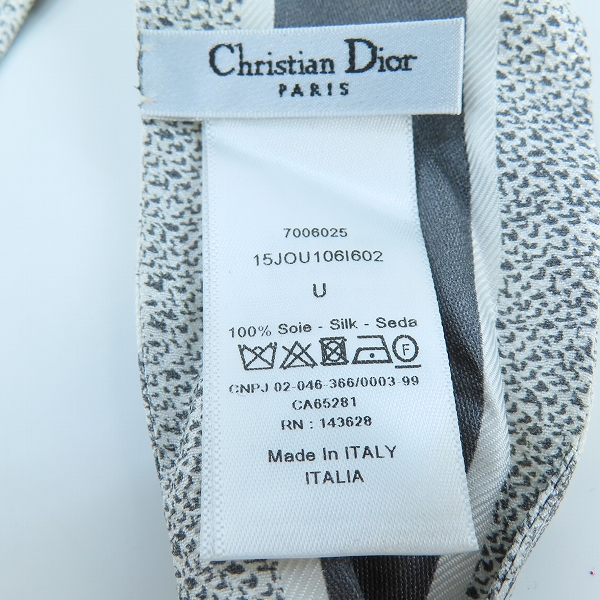 Christian Dior
PARIS
7006025
15JOU106I602
U
100% Soie - Silk - Seda
F
CNPJ 02-046-366/0003-99
CA65281
RN : 143628
Made In ITALY
ITALIA